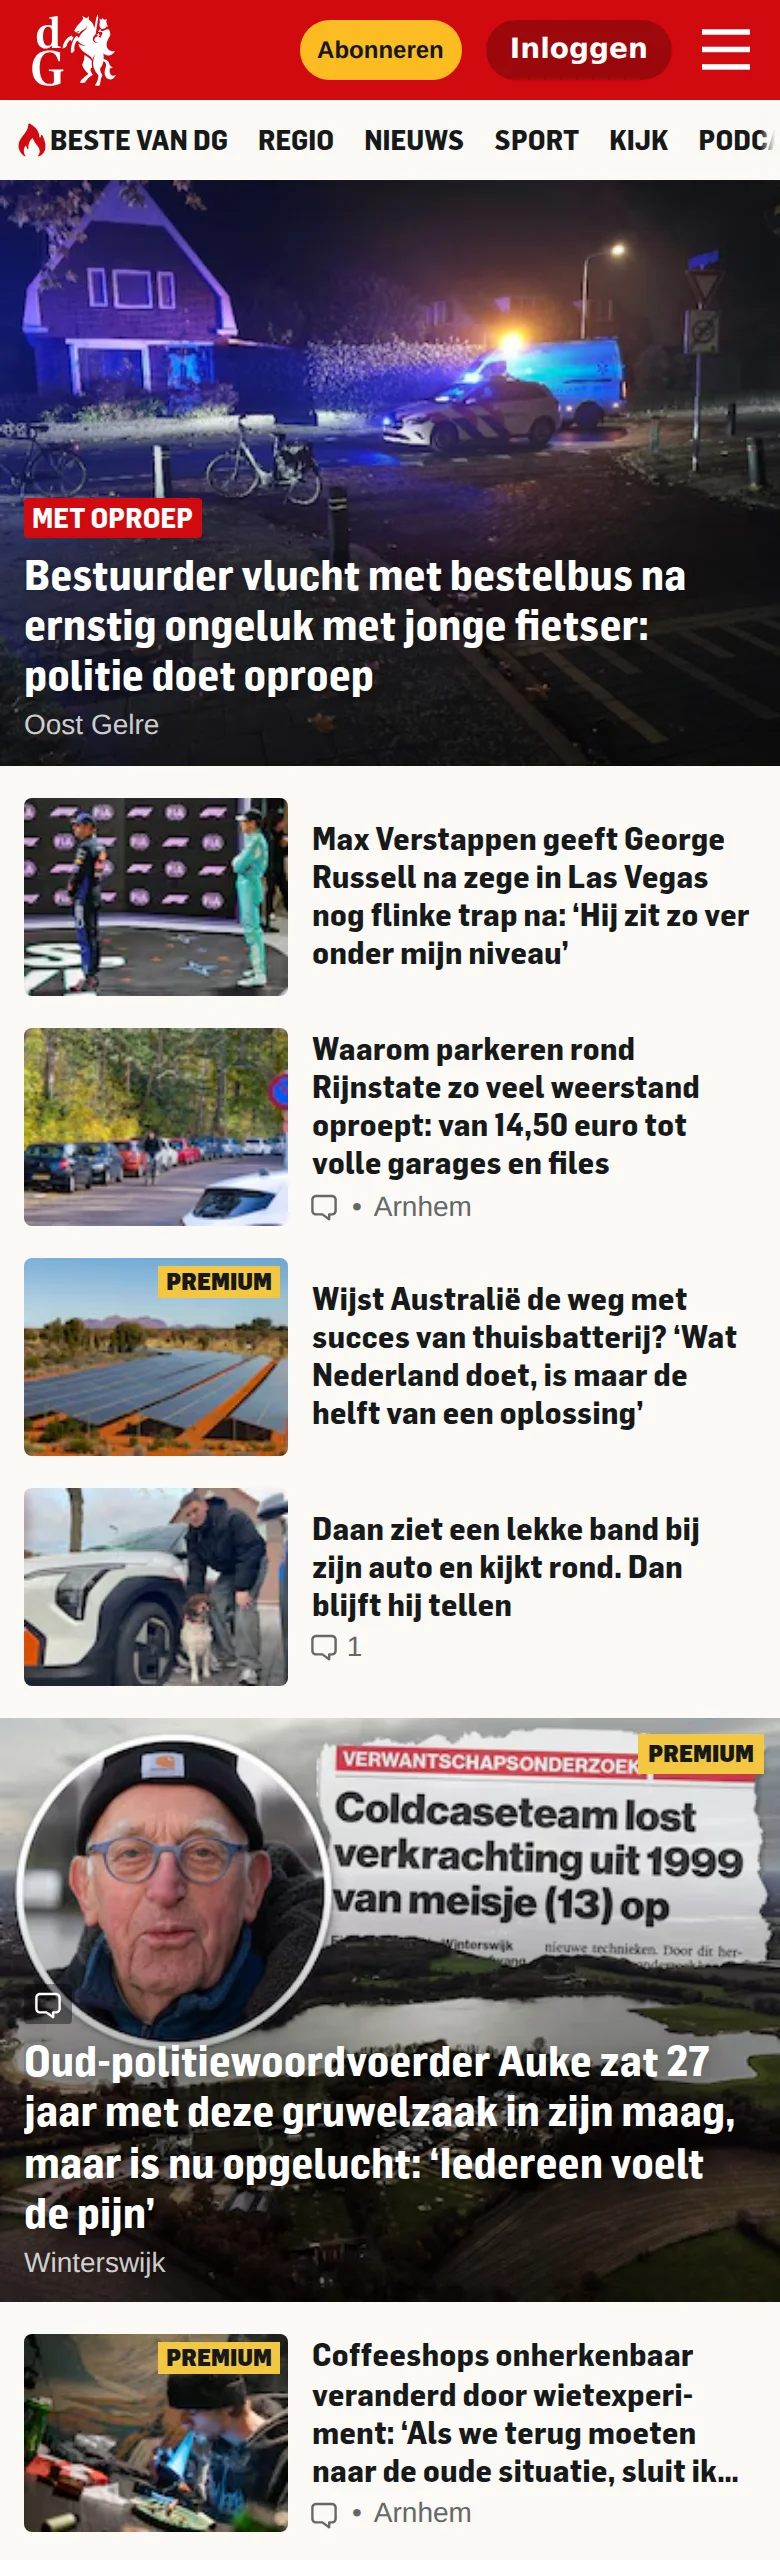 dG
Abonneren
Inloggen
BESTE VAN DG REGIO NIEUWS SPORT KIJK PODCA
MET OPROEP
Bestuurder vlucht met bestelbus na
ernstig ongeluk met jonge fietser:
politie doet oproep
Oost Gelre
Max Verstappen geeft George
Russell na zege in Las Vegas
nog flinke trap na: ‘Hij zit zo ver
onder mijn niveau’
Waarom parkeren rond
Rijnstate zo veel weerstand
oproept: van 14,50 euro tot
volle garages en files
• Arnhem
PREMIUM
Wijst Australië de weg met
succes van thuisbatterij? ‘Wat
Nederland doet, is maar de
helft van een oplossing’
Daan ziet een lekke band bij
zijn auto en kijkt rond. Dan
blijft hij tellen
1
PREMIUM
VERWANTSCHAPSONDERZOEK
Coldcaseteam lost
verkrachting uit 1999
van meisje (13) op
Winterswijk
nieuwe technieken. Door dit her-
Oud-politiewoordvoerder Auke zat 27
jaar met deze gruwelzaak in zijn maag,
maar is nu opgelucht: ‘Iedereen voelt
de pijn’
Winterswijk
PREMIUM
Coffeeshops onherkenbaar
veranderd door wietexperi-
ment: ‘Als we terug moeten
naar de oude situatie, sluit ik...
• Arnhem